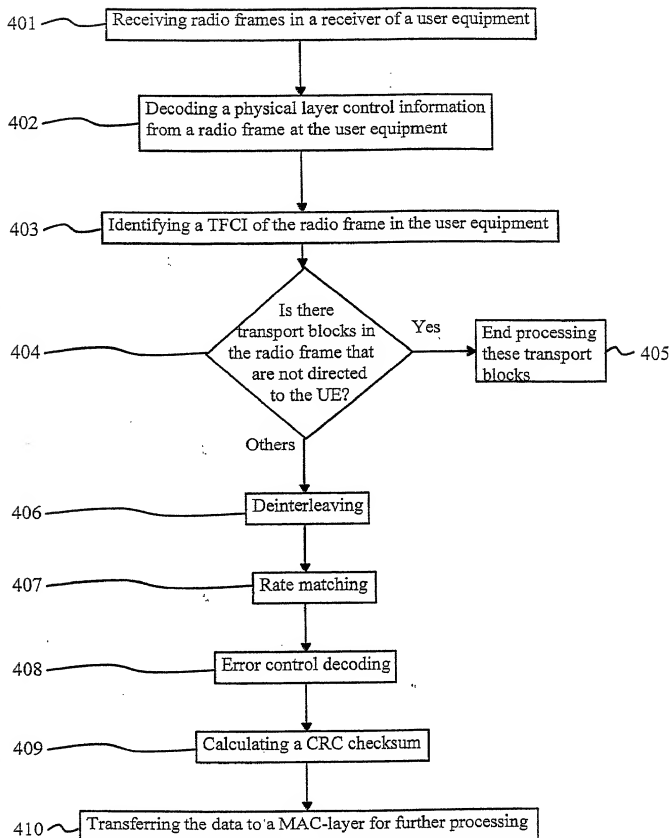 401
Receiving radio frames in a receiver of a user equipment
402
Decoding a physical layer control information
from a radio frame at the user equipment
403
Identifying a TFCI of the radio frame in the user equipment
404
Is there
transport blocks in
the radio frame that
are not directed
to the UE?
Yes
End processing
these transport
blocks
405
Others
406
Deinterleaving
407
Rate matching
408
Error control decoding
409
Calculating a CRC checksum
410
Transferring the data to a MAC-layer for further processing